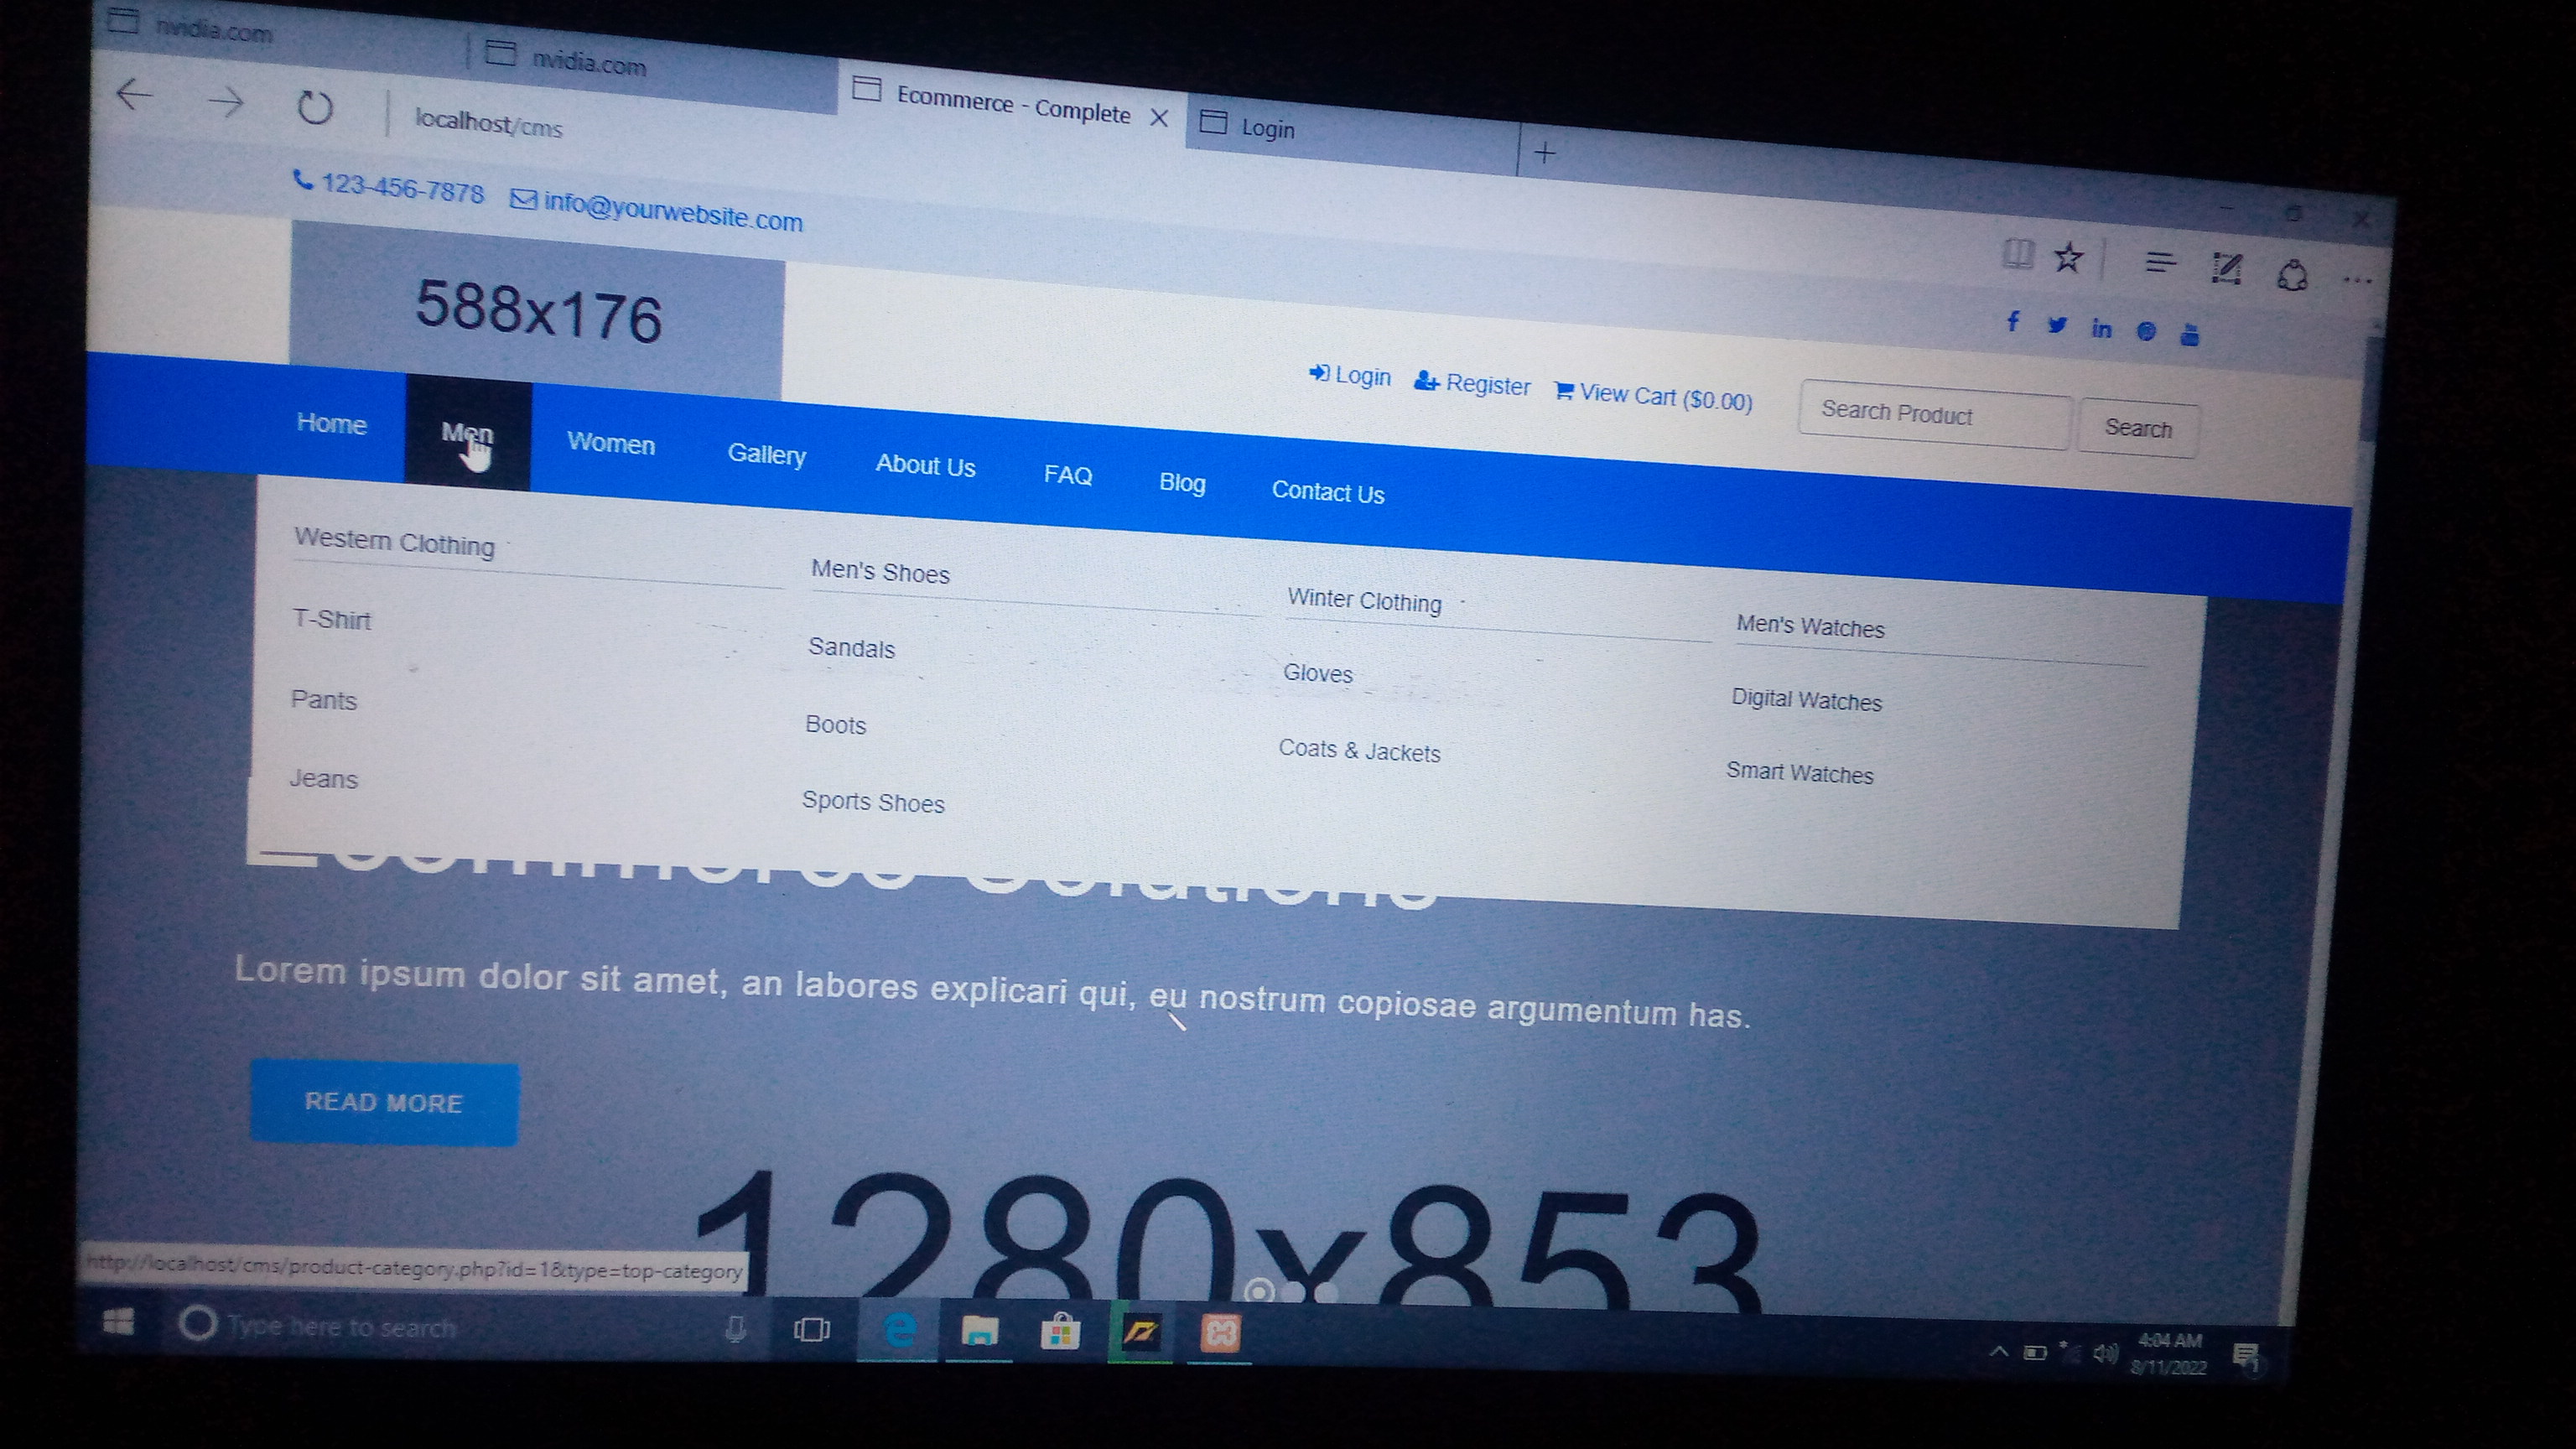 nvidia.com
nvidia.com
Ecommerce - Complete
Login
localhost/cms
123-456-7878 info@yourwebsite.com
588x176
Login Register View Cart ($0.00) Search Product Search
Home Men Women Gallery About Us FAQ Blog Contact Us
Western Clothing
T-Shirt
Pants
Jeans
Men's Shoes
Sandals
Boots
Sports Shoes
Winter Clothing
Gloves
Coats & Jackets
Men's Watches
Digital Watches
Smart Watches
Ecommerce Solutions
Lorem ipsum dolor sit amet, an labores explicari qui, eu nostrum copiosae argumentum has.
READ MORE
1280x853
http://localhost/cms/product-category.php?id=1&type=top-category
Type here to search
4:04 AM
8/11/2022